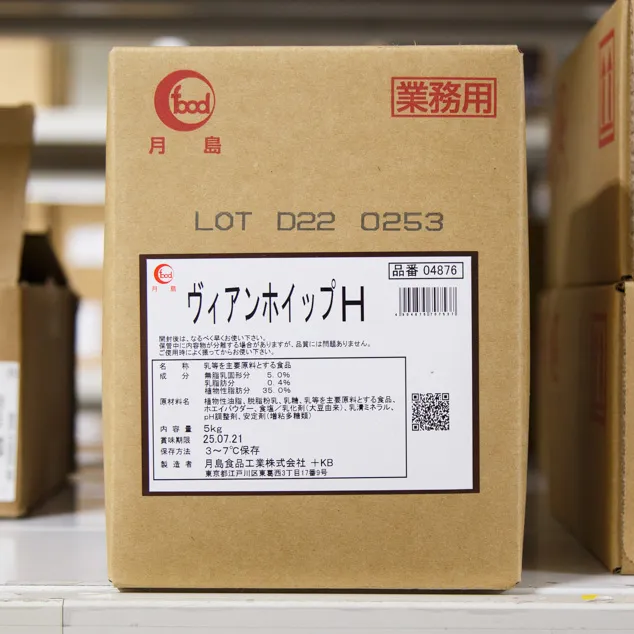 food
業務用
月島
LOT D22 0253
food
月島
ヴィアンホイップH
品番 04876
開封後は、なるべく早くお使い下さい。
保管中に内容物が分離する場合がありますが、品質には問題ありません。
ご使用時によく振ってからお使い下さい。
名称 乳等を主要原料とする食品
成分 無脂乳固形分 5.0%
乳脂肪分 0.4%
植物性脂肪分 35.0%
原材料名 植物性油脂、脱脂粉乳、乳糖、乳等を主要原料とする食品、
ホエイパウダー、食塩/乳化剤(大豆由来)、乳清ミネラル、
pH調整剤、安定剤(増粘多糖類)
内容量 5kg
賞味期限 25.07.21
保存方法 3~7℃保存
製造者 月島食品工業株式会社 +KB
東京都江戸川区東葛西3丁目17番9号